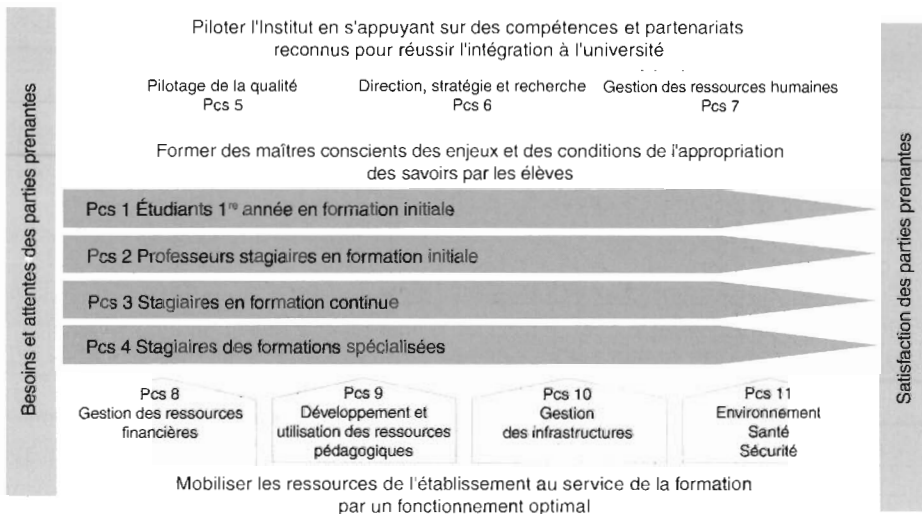 Piloter l'Institut en s'appuyant sur des compétences et partenariats
reconnus pour réussir l'intégration à l'université
Pilotage de la qualité
Pcs 5
Direction, stratégie et recherche
Pcs 6
Gestion des ressources humaines
Pcs 7
Former des maîtres conscients des enjeux et des conditions de l'appropriation
des savoirs par les élèves
Besoins et attentes des parties prenantes
Pcs 1 Étudiants 1re année en formation initiale
Pcs 2 Professeurs stagiaires en formation initiale
Pcs 3 Stagiaires en formation continue
Pcs 4 Stagiaires des formations spécialisées
Satisfaction des parties prenantes
Pcs 8
Gestion des ressources
financières
Pcs 9
Développement et
utilisation des ressources
pédagogiques
Pcs 10
Gestion
des infrastructures
Pcs 11
Environnement
Santé
Sécurité
Mobiliser les ressources de l'établissement au service de la formation
par un fonctionnement optimal